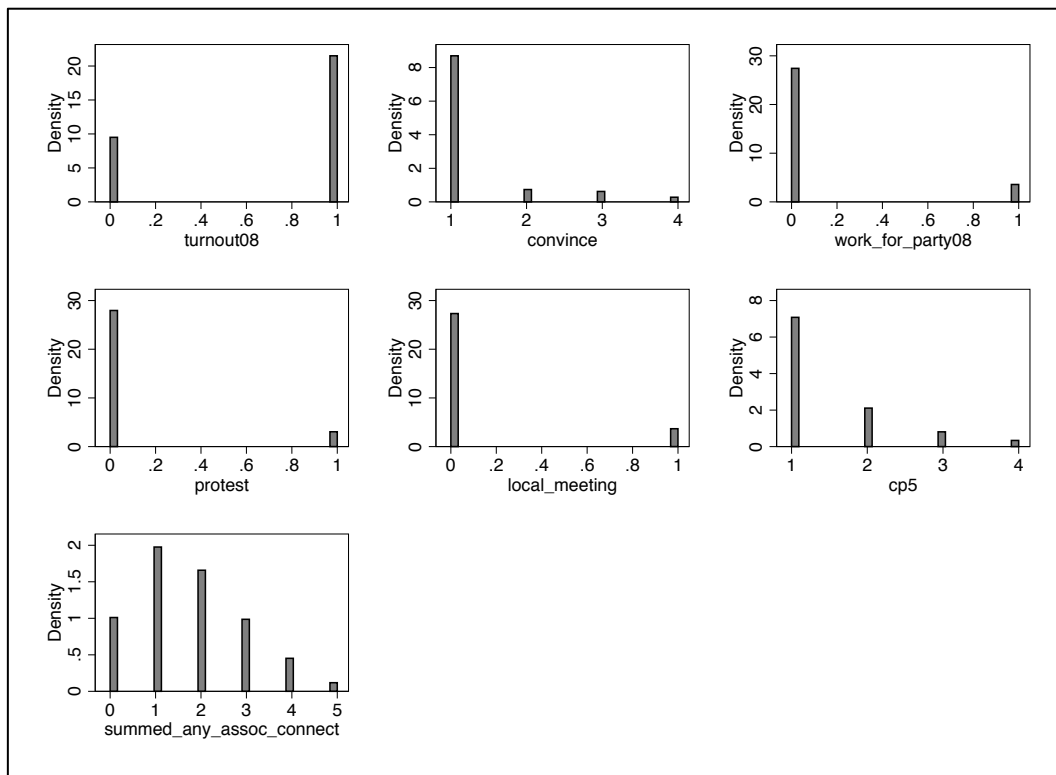 Density
20
15
10
5
0
0 .2 .4 .6 .8 1
turnout08
Density
8
6
4
2
0
1 2 3 4
convince
Density
30
20
10
0
0 .2 .4 .6 .8 1
work_for_party08
Density
30
20
10
0
0 .2 .4 .6 .8 1
protest
Density
30
20
10
0
0 .2 .4 .6 .8 1
local_meeting
Density
8
6
4
2
0
1 2 3 4
cp5
Density
2
1.5
1
.5
0
0 1 2 3 4 5
summed_any_assoc_connect